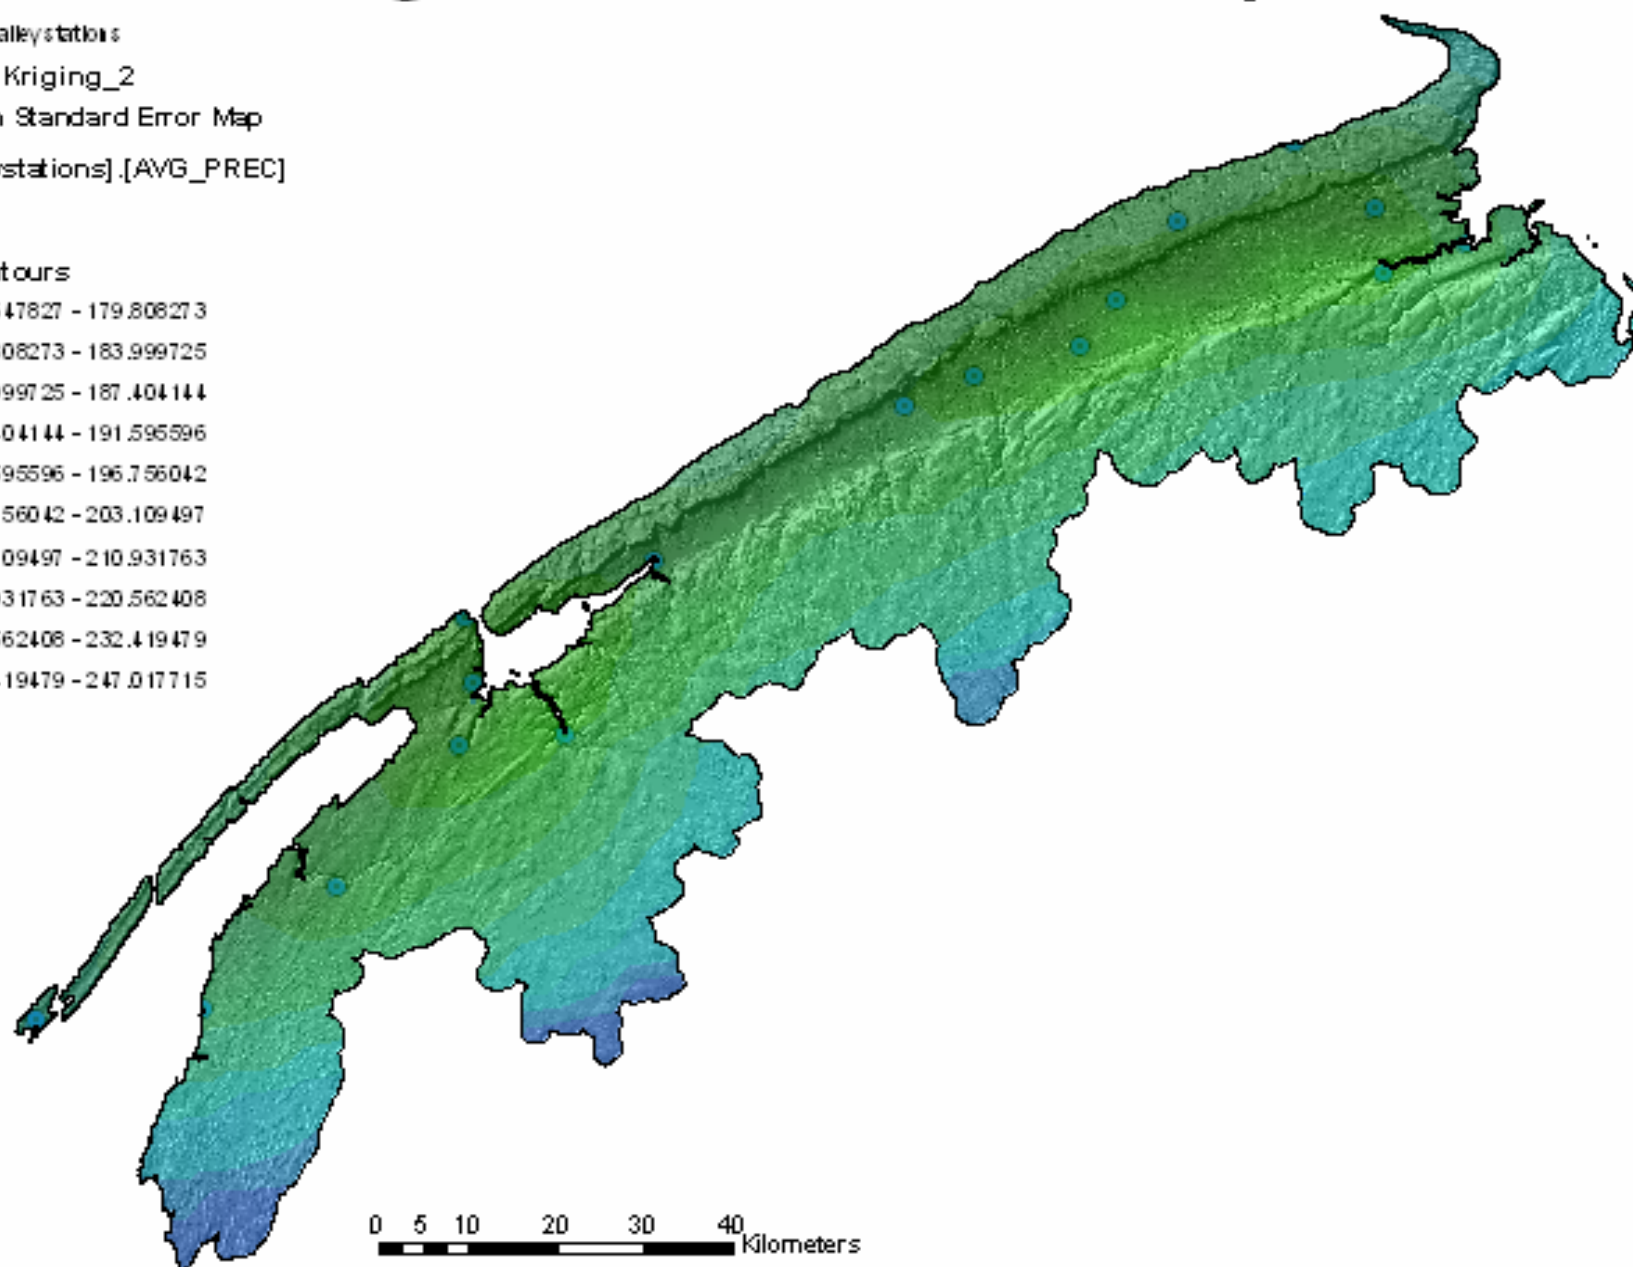 alleystations
Kriging_2
Standard Error Map
ystations].[AVG_PREC]
tours
47827 - 179.808273
08273 - 183.999725
99725 - 187.404144
04144 - 191.595596
95596 - 196.756042
56042 - 203.109497
09497 - 210.931763
31763 - 220.562408
62408 - 232.419479
19479 - 247.017715
0 5 10 20 30 40
Kilometers